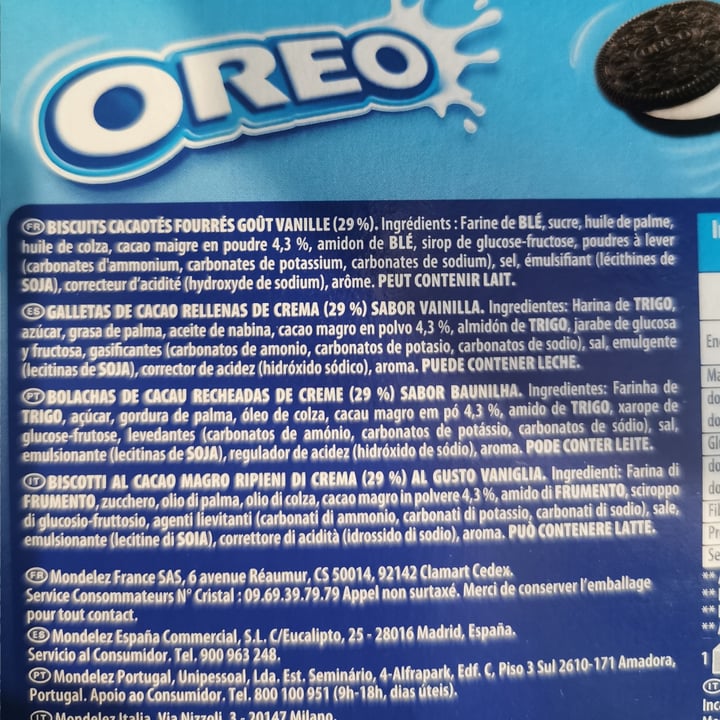 OREO
OREO
FR BISCUITS CACAOTÉS FOURRÉS GOÛT VANILLE (29 %). Ingrédients : Farine de BLÉ, sucre, huile de palme,
huile de colza, cacao maigre en poudre 4,3 %, amidon de BLÉ, sirop de glucose-fructose, poudres à lever
(carbonates d'ammonium, carbonates de potassium, carbonates de sodium), sel, émulsifiant (lécithines de
SOJA), correcteur d'acidité (hydroxyde de sodium), arôme. PEUT CONTENIR LAIT.
ES GALLETAS DE CACAO RELLENAS DE CREMA (29 %) SABOR VAINILLA. Ingredientes: Harina de TRIGO,
azúcar, grasa de palma, aceite de nabina, cacao magro en polvo 4,3 %, almidón de TRIGO, jarabe de glucosa
y fructosa, gasificantes (carbonatos de amonio, carbonatos de potasio, carbonatos de sodio), sal, emulgente
(lecitinas de SOJA), corrector de acidez (hidróxido sódico), aroma. PUEDE CONTENER LECHE.
PT BOLACHAS DE CACAU RECHEADAS DE CREME (29 %) SABOR BAUNILHA. Ingredientes: Farinha de
TRIGO, açúcar, gordura de palma, óleo de colza, cacau magro em pó 4,3 %, amido de TRIGO, xarope de
glucose-frutose, levedantes (carbonatos de amónio, carbonatos de potássio, carbonatos de sódio), sal,
emulsionante (lecitinas de SOJA), regulador de acidez (hidróxido de sódio), aroma. PODE CONTER LEITE.
IT BISCOTTI AL CACAO MAGRO RIPIENI DI CREMA (29 %) AL GUSTO VANIGLIA. Ingredienti: Farina di
FRUMENTO, zucchero, olio di palma, olio di colza, cacao magro in polvere 4,3 %, amido di FRUMENTO, sciroppo
di glucosio-fruttosio, agenti lievitanti (carbonati di ammonio, carbonati di potassio, carbonati di sodio), sale,
emulsionante (lecitine di SOIA), correttore di acidità (idrossido di sodio), aroma. PUÒ CONTENERE LATTE.
FR Mondelez France SAS, 6 avenue Réaumur, CS 50014, 92142 Clamart Cedex.
Service Consommateurs N° Cristal : 09.69.39.79.79 Appel non surtaxé. Merci de conserver l'emballage
pour tout contact.
ES Mondelez España Commercial, S.L. C/Eucalipto, 25 - 28016 Madrid, España.
Servicio al Consumidor. Tel. 900 963 248.
PT Mondelez Portugal, Unipessoal, Lda. Est. Seminário, 4-Alfrapark, Edf. C, Piso 3 Sul 2610-171 Amadora,
Portugal. Apoio ao Consumidor. Tel. 800 100 951 (9h-18h, dias úteis).
IT Mondelez Italia, Via Nizzoli, 3 - 20147 Milano.